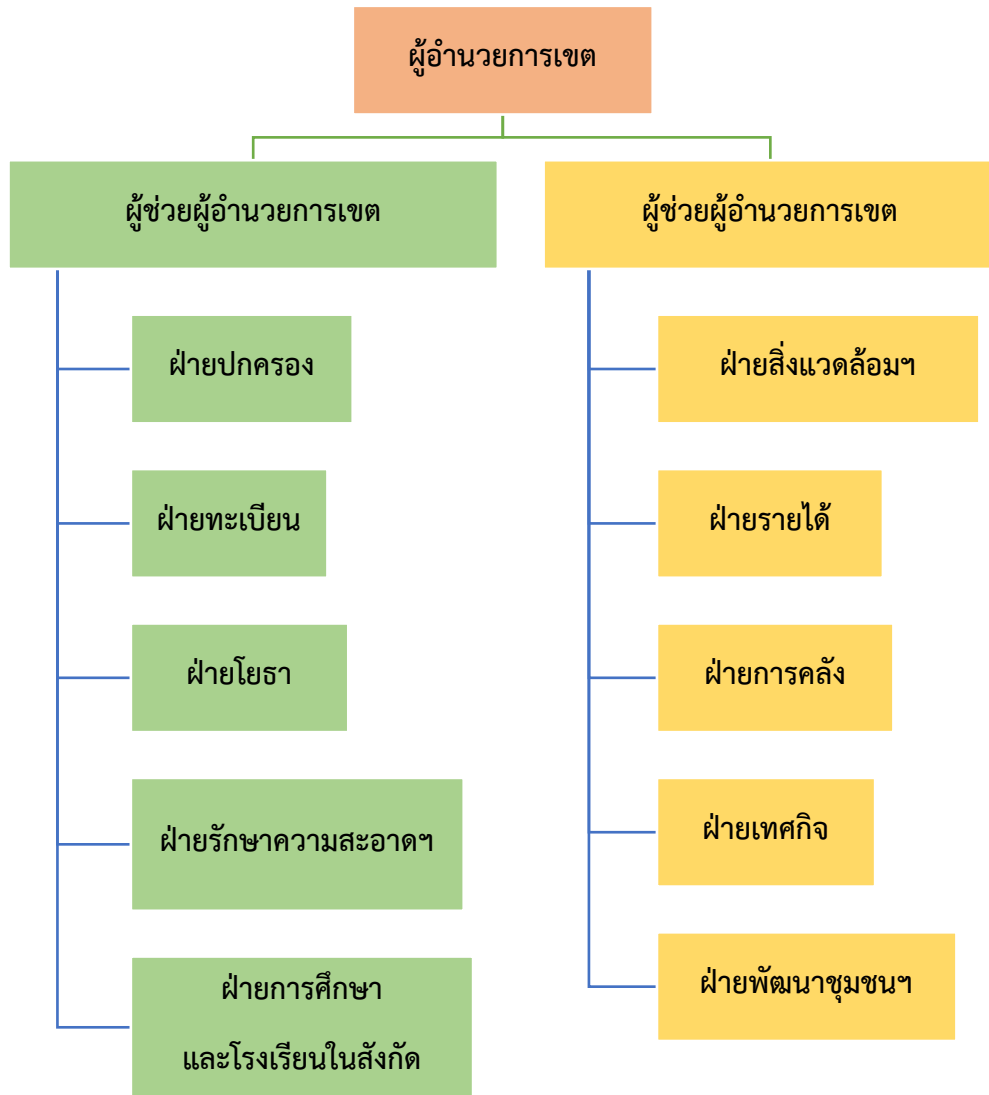 ผู้อำนวยการเขต
ผู้ช่วยผู้อำนวยการเขต
ฝ่ายปกครอง
ฝ่ายทะเบียน
ฝ่ายโยธา
ฝ่ายรักษาความสะอาดฯ
ฝ่ายการศึกษา
และโรงเรียนในสังกัด
ผู้ช่วยผู้อำนวยการเขต
ฝ่ายสิ่งแวดล้อมฯ
ฝ่ายรายได้
ฝ่ายการคลัง
ฝ่ายเทศกิจ
ฝ่ายพัฒนาชุมชนฯ